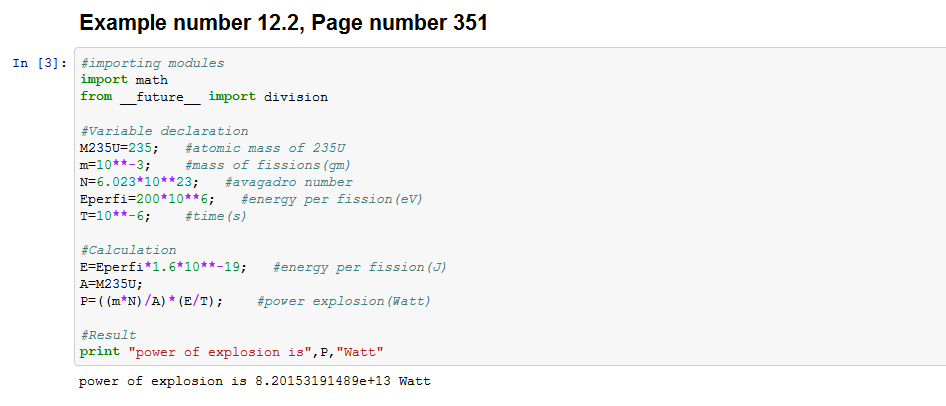 Example number 12.2, Page number 351
In [3]: #importing modules
import math
from __future__ import division
#Variable declaration
M235U=235;   #atomic mass of 235U
m=10**-3;    #mass of fissions(gm)
N=6.023*10**23;   #avagadro number
Eperfi=200*10**6;   #energy per fission(eV)
T=10**-6;    #time(s)
#Calculation
E=Eperfi*1.6*10**-19;   #energy per fission(J)
A=M235U;
P=((m*N)/A)*(E/T);    #power explosion(Watt)
#Result
print "power of explosion is",P,"Watt"
power of explosion is 8.20153191489e+13 Watt